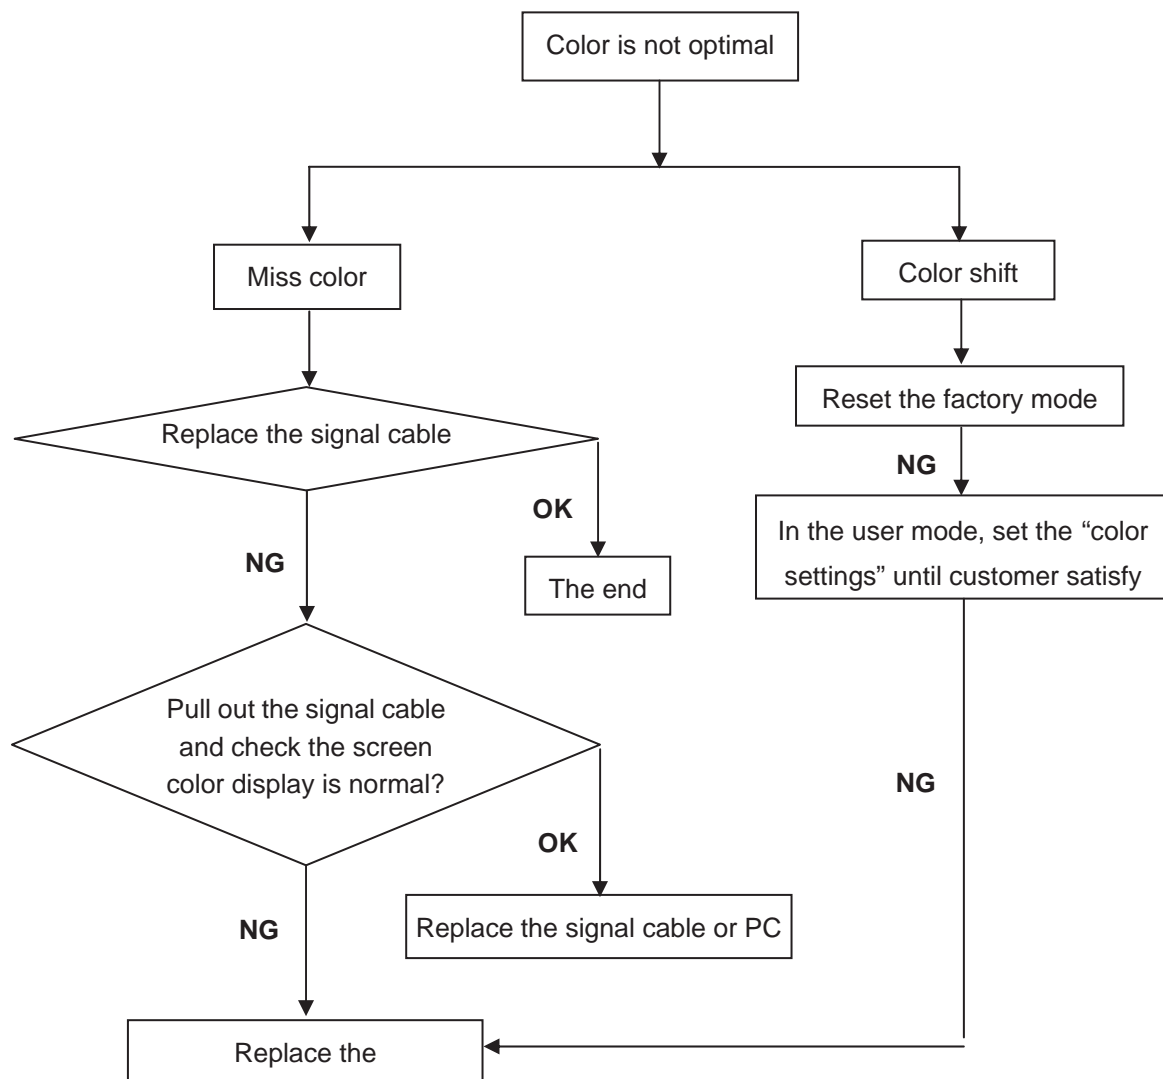 Color is not optimal
Miss color
Color shift
Reset the factory mode
Replace the signal cable
NG
OK
In the user mode, set the “color
settings” until customer satisfy
NG
The end
Pull out the signal cable
and check the screen
color display is normal?
NG
OK
NG
Replace the signal cable or PC
Replace the